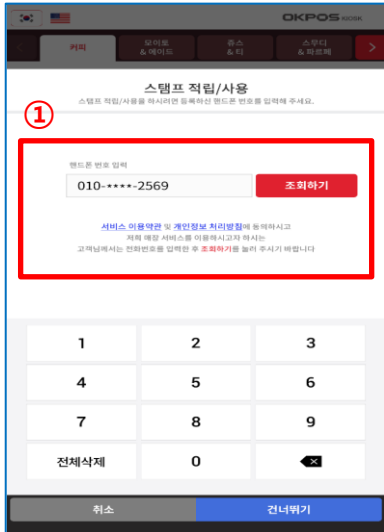 OKPOS KIOSK
커피
모이또
& 에이드
쥬스
& 티
스무디
& 파르페
>
스탬프 적립/사용
스탬프 적립/사용을 하시려면 등록하신 핸드폰 번호를 입력해 주세요.
①
핸드폰 번호 입력
010-****-2569
조회하기
서비스 이용약관 및 개인정보 처리방침에 동의하시고
저희 매장 서비스를 이용하시고자 하시는
고객님께서는 전화번호를 입력한 후 조회하기를 눌러 주시기 바랍니다
1 2 3
4 5 6
7 8 9
전체삭제 0
취소 건너뛰기